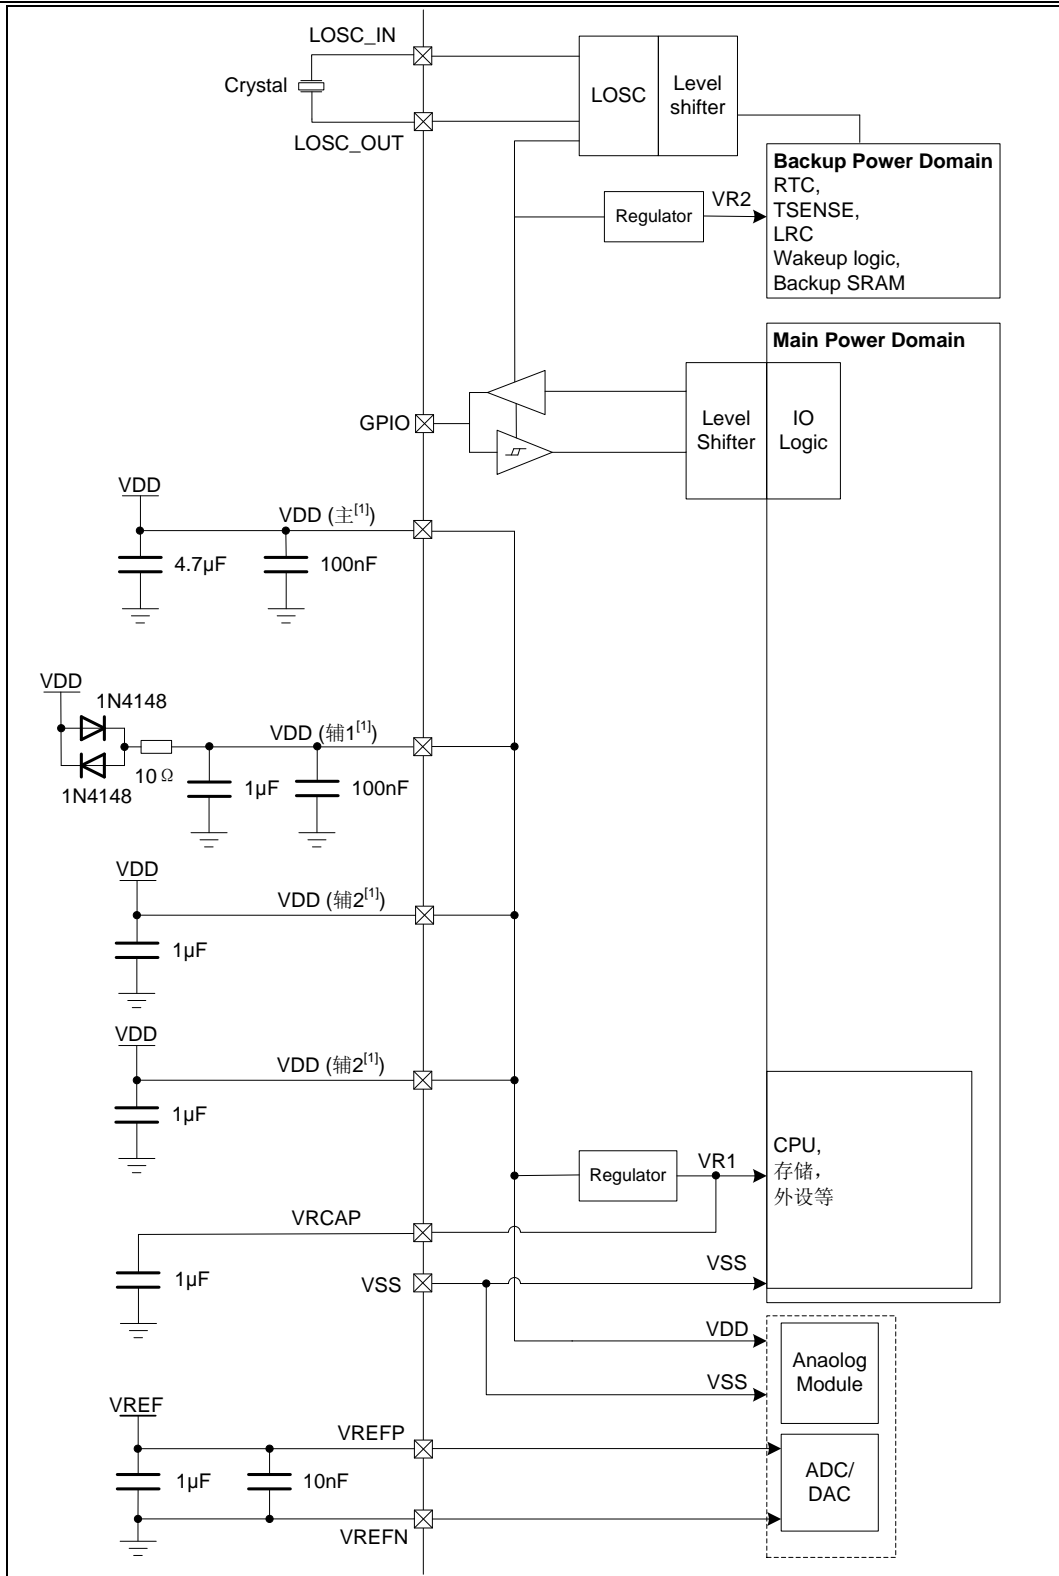 LOSC_IN
Crystal
LOSC_OUT
LOSC
Level
shifter
Backup Power Domain
RTC,
TSENSE,
LRC
Wakeup logic,
Backup SRAM
Regulator
VR2
Main Power Domain
GPIO
Level
Shifter
IO
Logic
VDD
VDD (主[1])
4.7µF
100nF
VDD
1N4148
VDD (辅1[1])
10Ω
1N4148
1µF
100nF
VDD
VDD (辅2[1])
1µF
VDD
VDD (辅2[1])
1µF
Regulator
VR1
CPU,
存储，
外设等
VRCAP
1µF
VSS
VSS
VDD
VSS
Anaolog
Module
VREF
VREFP
1µF
10nF
ADC/
DAC
VREFN